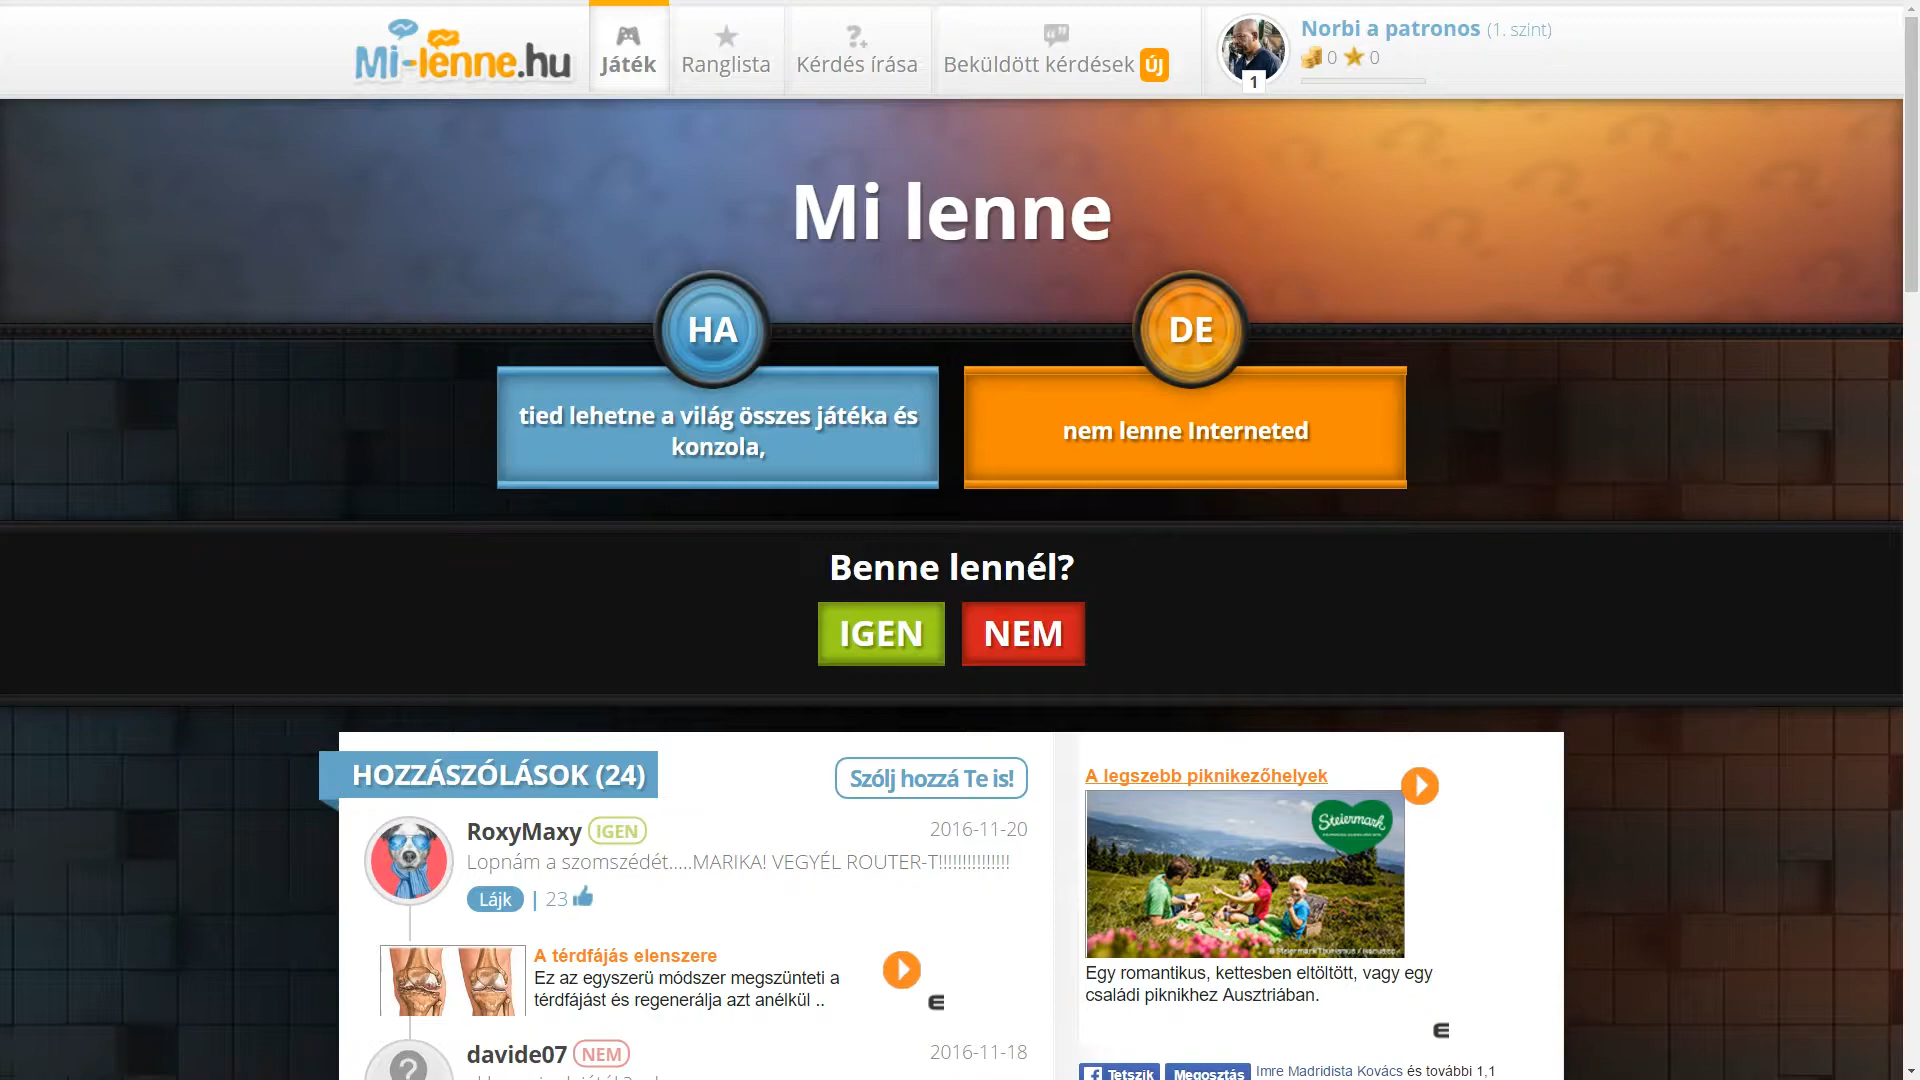 Mi-lenne.hu
Játék
Ranglista
Kérdés írása
Beküldött kérdések ÚJ
Norbi a patronos (1. szint)
0 0
1
Mi lenne
HA
DE
tied lehetne a világ összes játéka és
konzola,
nem lenne Interneted
Benne lennél?
IGEN NEM
HOZZÁSZÓLÁSOK (24)
Szólj hozzá Te is!
RoxyMaxy IGEN
2016-11-20
Lopnám a szomszédét.....MARIKA! VEGYÉL ROUTER-T!!!!!!!!!!!!!!!
Lájk | 23
A térdfájás elenszere
Ez az egyszerű módszer megszünteti a
térdfájást és regenerálja azt anélkül ..
davide07 NEM
2016-11-18
A legszebb piknikezőhelyek
Steiermark
Egy romantikus, kettesben eltöltött, vagy egy
családi piknikhez Ausztriában.
Tetszik Megosztás Imre Madridista Kovács és további 1,1